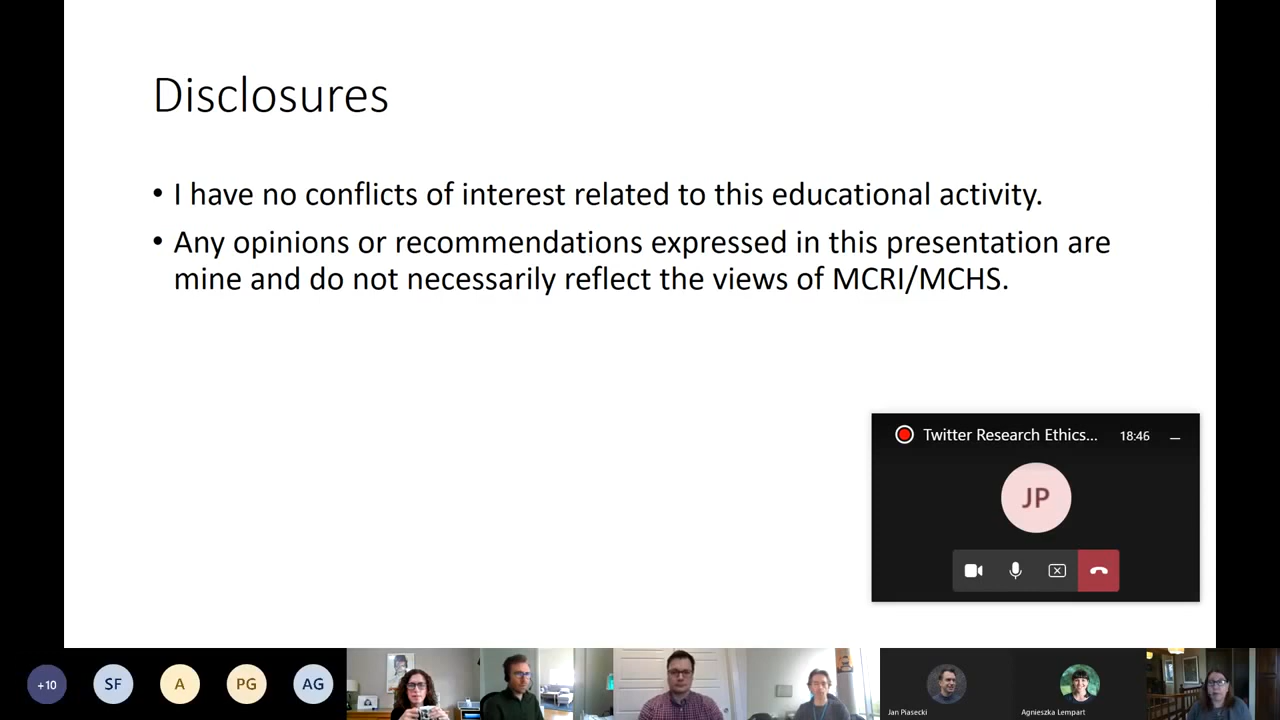 Disclosures
• I have no conflicts of interest related to this educational activity.
• Any opinions or recommendations expressed in this presentation are
mine and do not necessarily reflect the views of MCRI/MCHS.
Twitter Research Ethics... 18:46
JP
+10 SF A PG AG
Jan Piasecki
Agnieszka Lempart